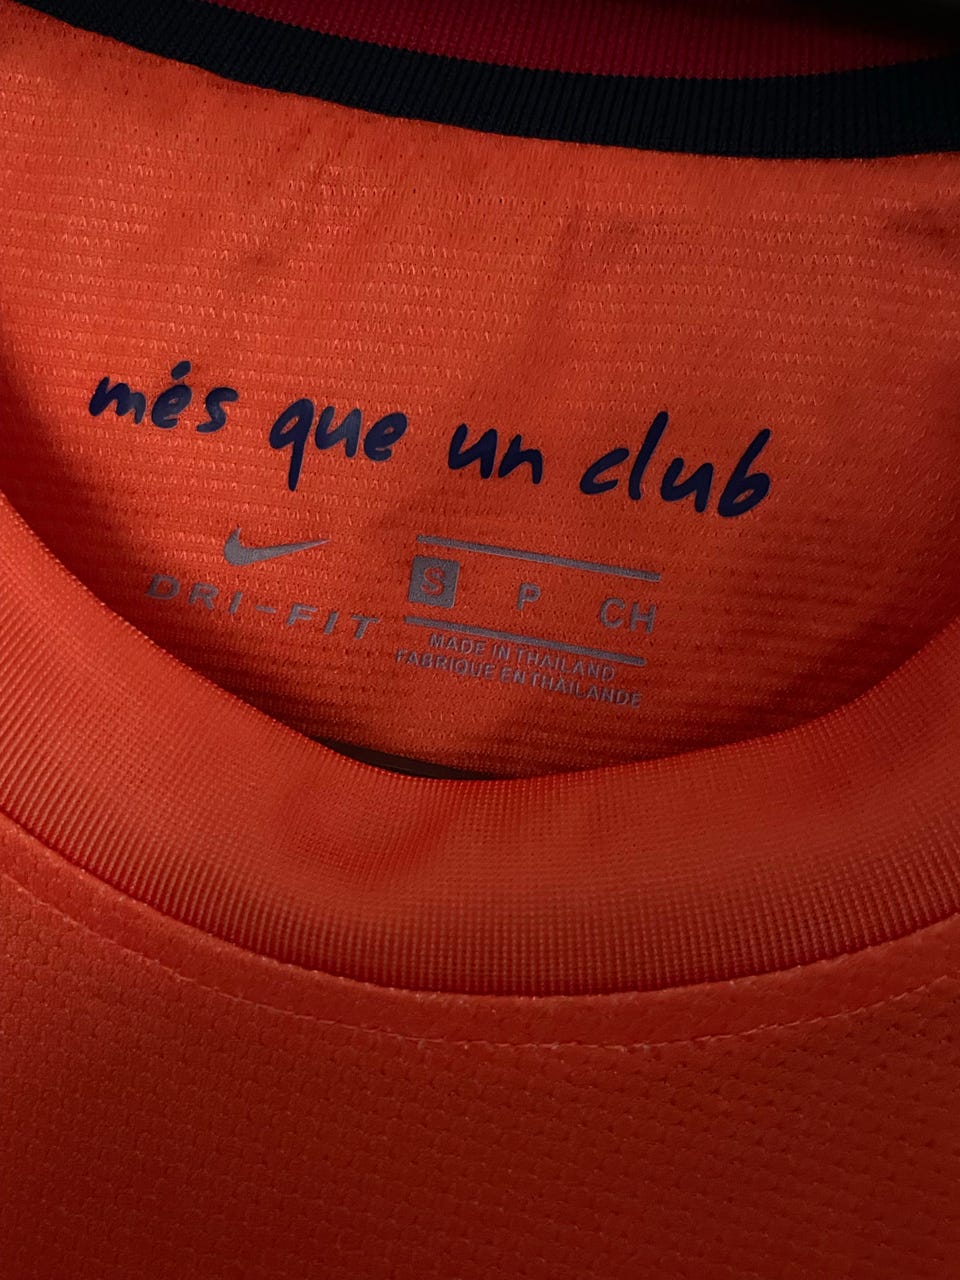 més que un club
DRI-FIT
S P CH
MADE IN THAILAND
FABRIQUE EN THAILANDE